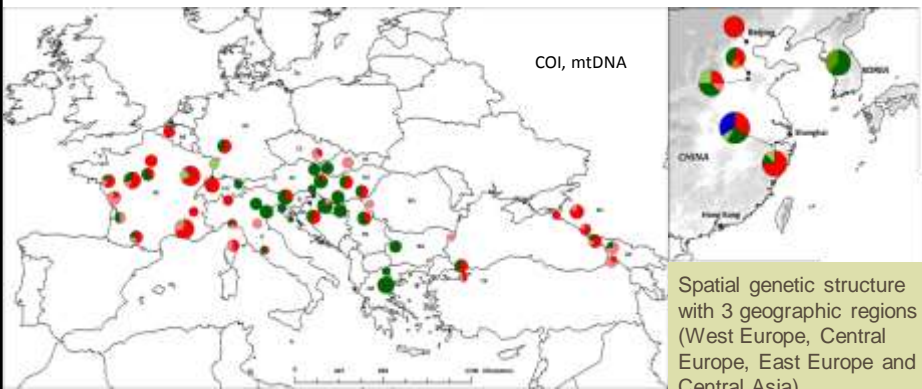 COI, mtDNA
Beijing
KOREA
Shanghai
CHINA
Hong Kong
Spatial genetic structure
with 3 geographic regions
(West Europe, Central
Europe, East Europe and
Central Asia)